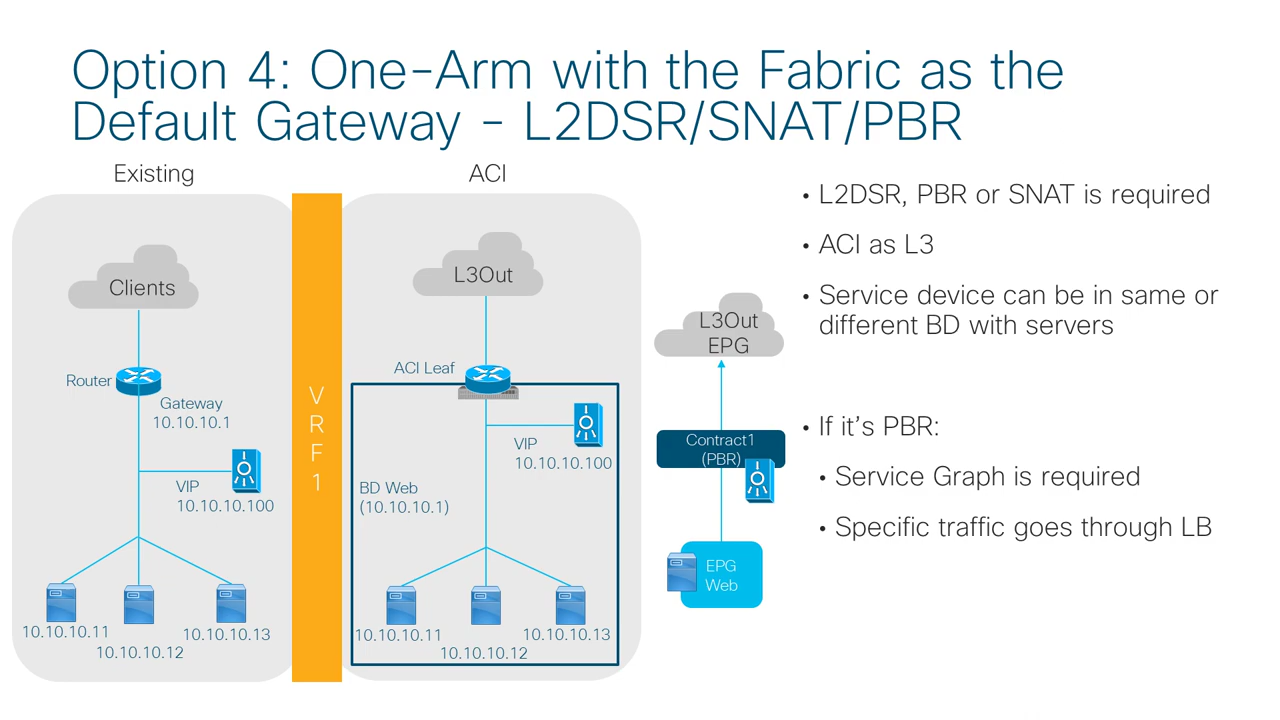 Option 4: One-Arm with the Fabric as the
Default Gateway - L2DSR/SNAT/PBR
Existing
Clients
Router
Gateway
10.10.10.1
VIP
10.10.10.100
10.10.10.11
10.10.10.12
10.10.10.13
V
R
F
1
ACI
L3Out
ACI Leaf
VIP
10.10.10.100
BD Web
(10.10.10.1)
10.10.10.11
10.10.10.12
10.10.10.13
L3Out
EPG
Contract1
(PBR)
EPG
Web
• L2DSR, PBR or SNAT is required
• ACI as L3
• Service device can be in same or
different BD with servers
• If it’s PBR:
• Service Graph is required
• Specific traffic goes through LB